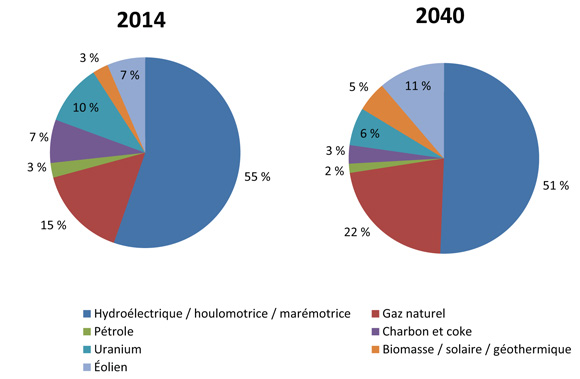 2014
2040
3 %
7 %
10 %
7 %
3 %
15 %
55 %
5 %
11 %
6 %
3 %
2 %
22 %
51 %
Hydroélectrique / houlomotrice / marémotrice
Gaz naturel
Pétrole
Charbon et coke
Uranium
Biomasse / solaire / géothermique
Éolien